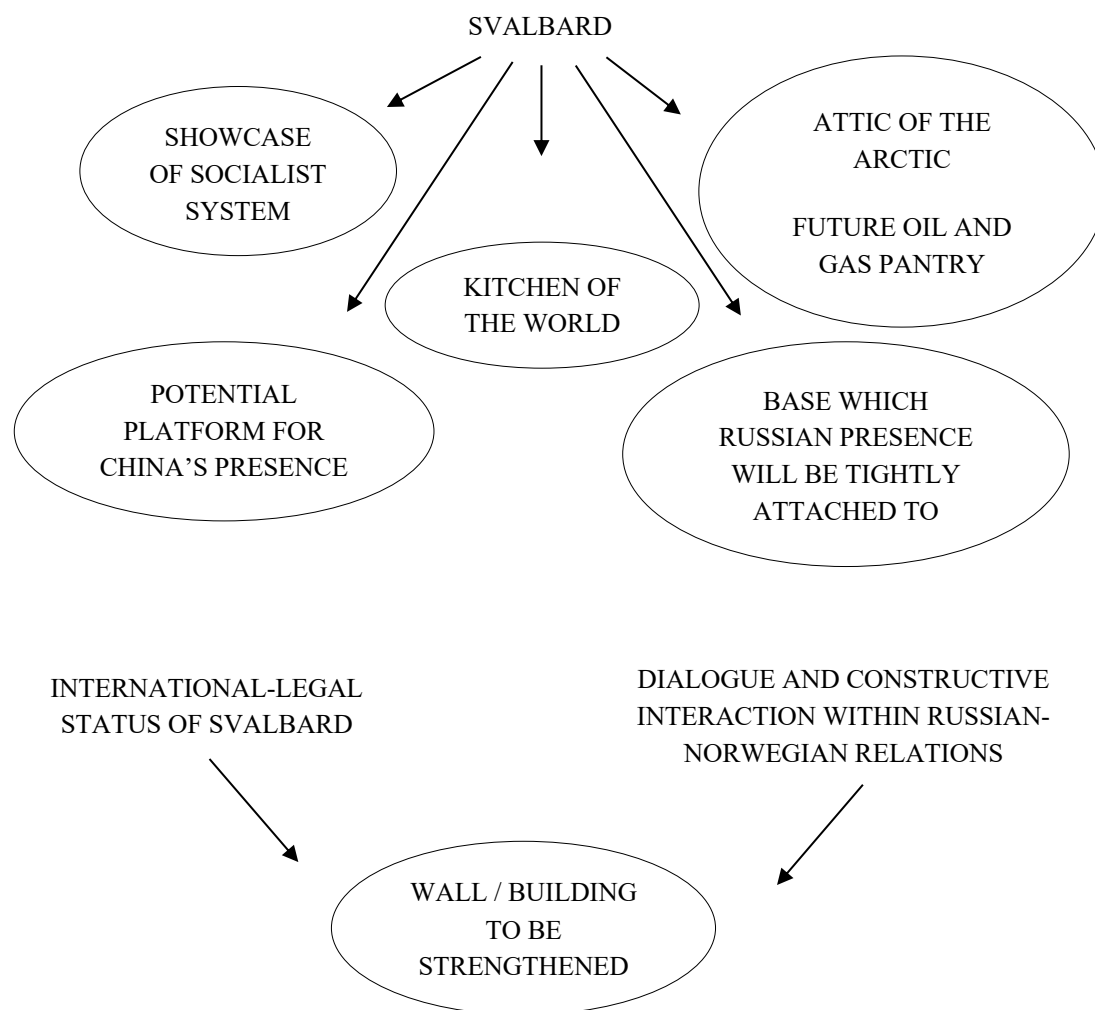 SVALBARD
SHOWCASE
OF SOCIALIST
SYSTEM
ATTIC OF THE
ARCTIC
FUTURE OIL AND
GAS PANTRY
KITCHEN OF
THE WORLD
POTENTIAL
PLATFORM FOR
CHINA’S PRESENCE
BASE WHICH
RUSSIAN PRESENCE
WILL BE TIGHTLY
ATTACHED TO
INTERNATIONAL-LEGAL
STATUS OF SVALBARD
DIALOGUE AND CONSTRUCTIVE
INTERACTION WITHIN RUSSIAN-
NORWEGIAN RELATIONS
WALL / BUILDING
TO BE
STRENGTHENED